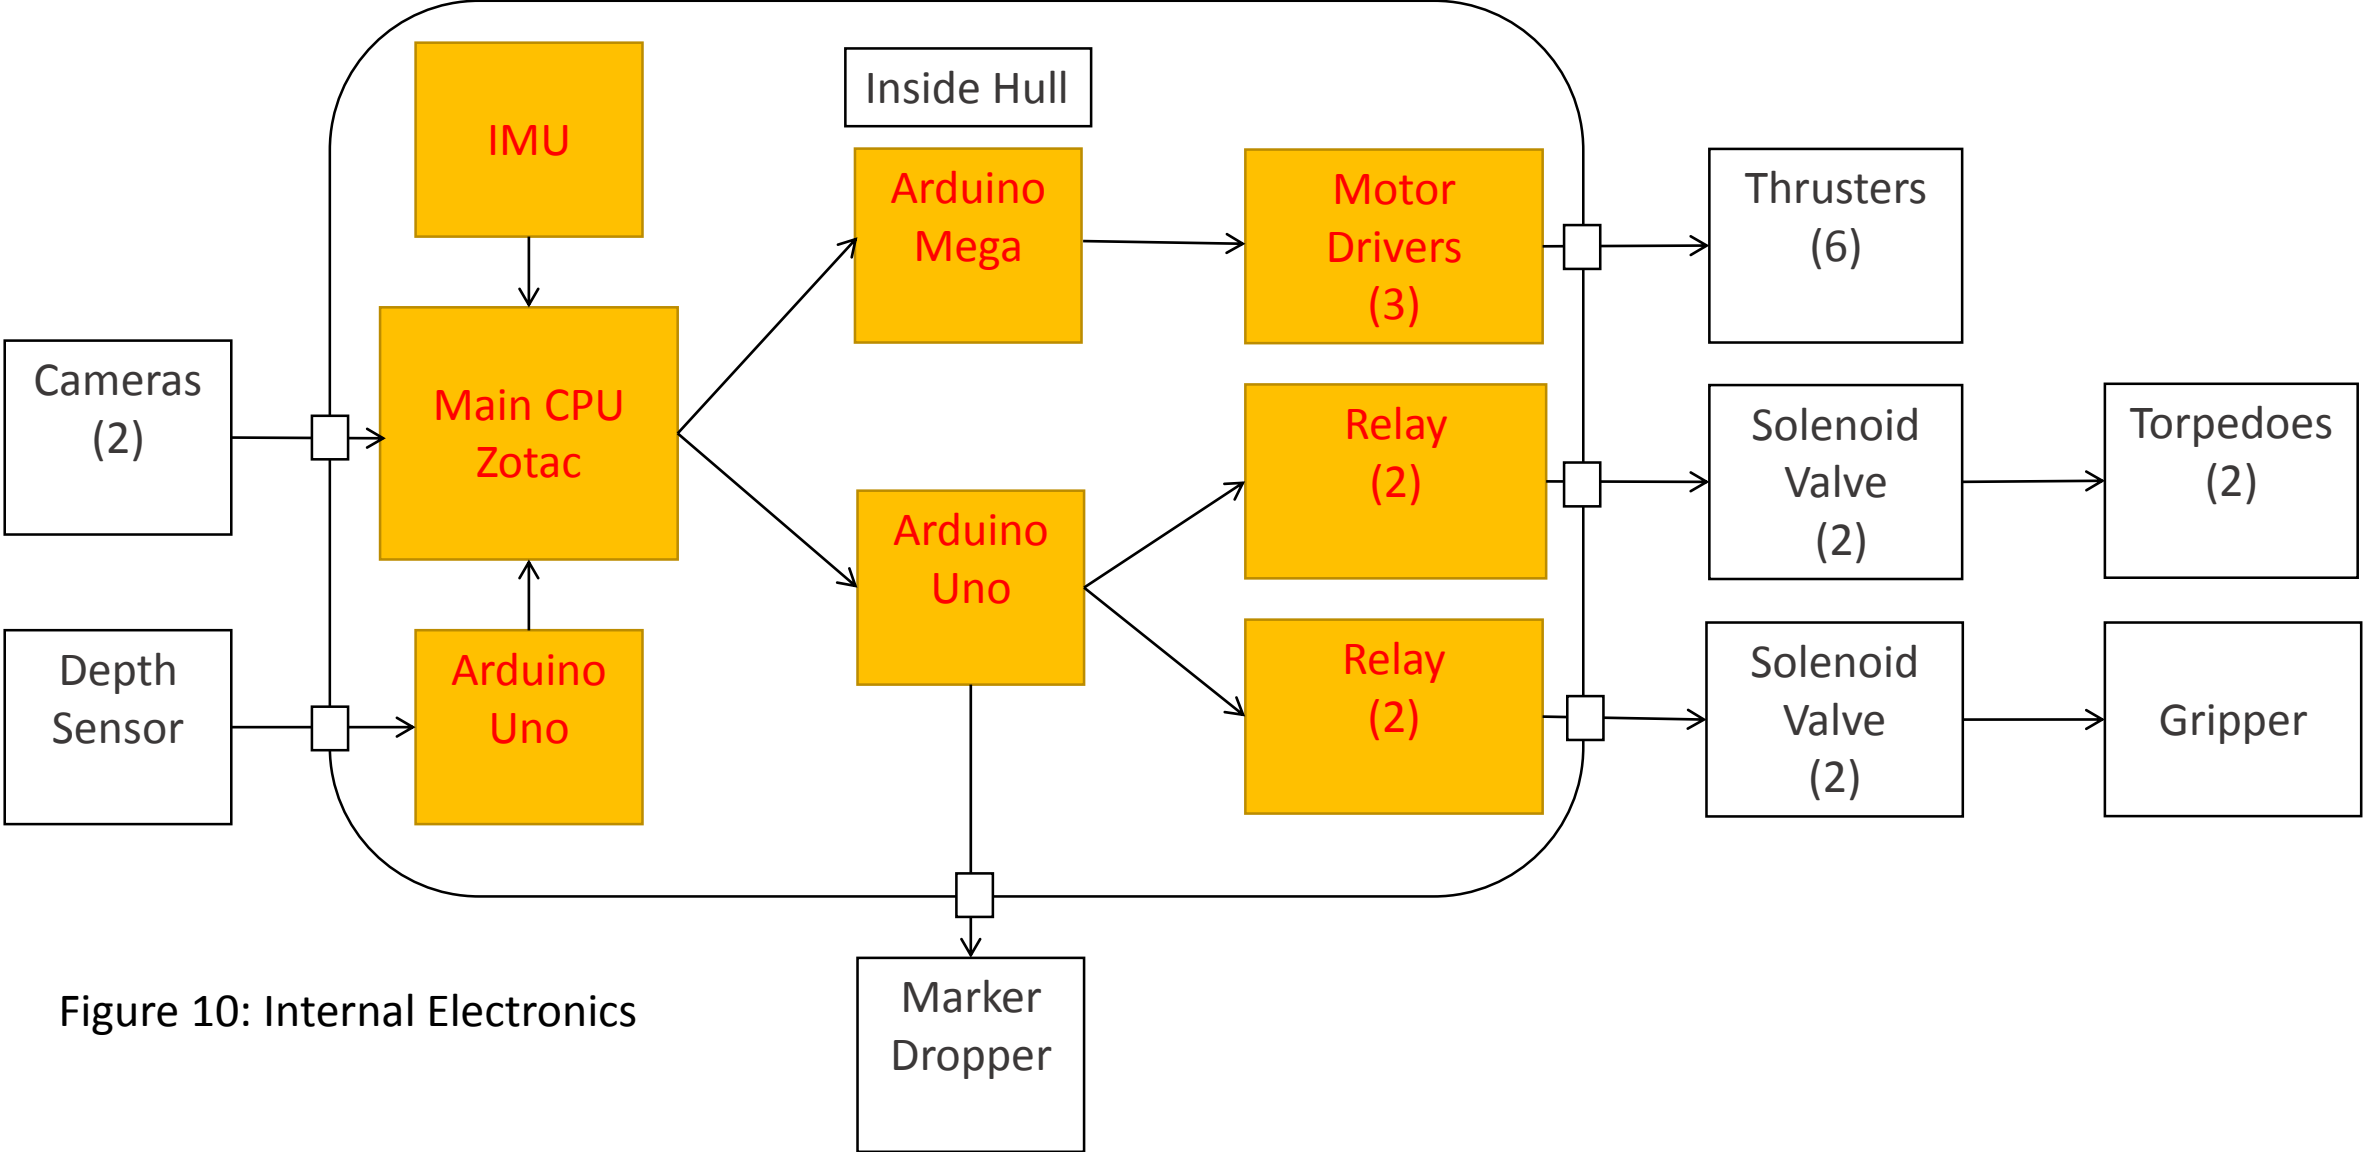 IMU
Inside Hull
Arduino
Mega
Motor
Drivers
(3)
Thrusters
(6)
Cameras
(2)
Main CPU
Zotac
Relay
(2)
Solenoid
Valve
(2)
Torpedoes
(2)
Arduino
Uno
Depth
Sensor
Arduino
Uno
Relay
(2)
Solenoid
Valve
(2)
Gripper
Marker
Dropper
Figure 10: Internal Electronics